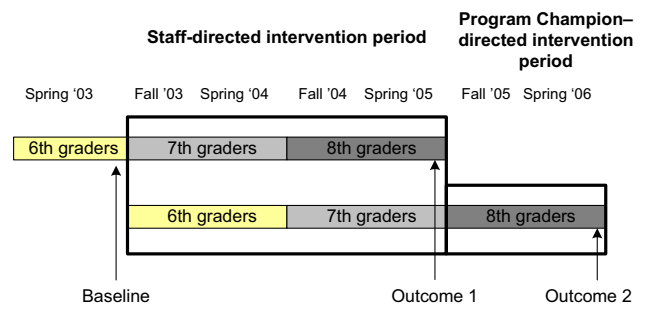 Staff-directed intervention period
Program Champion–
directed intervention
period
Spring ‘03 Fall ’03 Spring ‘04 Fall ’04 Spring ‘05 Fall ’05 Spring ‘06
6th graders 7th graders 8th graders
6th graders 7th graders 8th graders
Baseline Outcome 1 Outcome 2